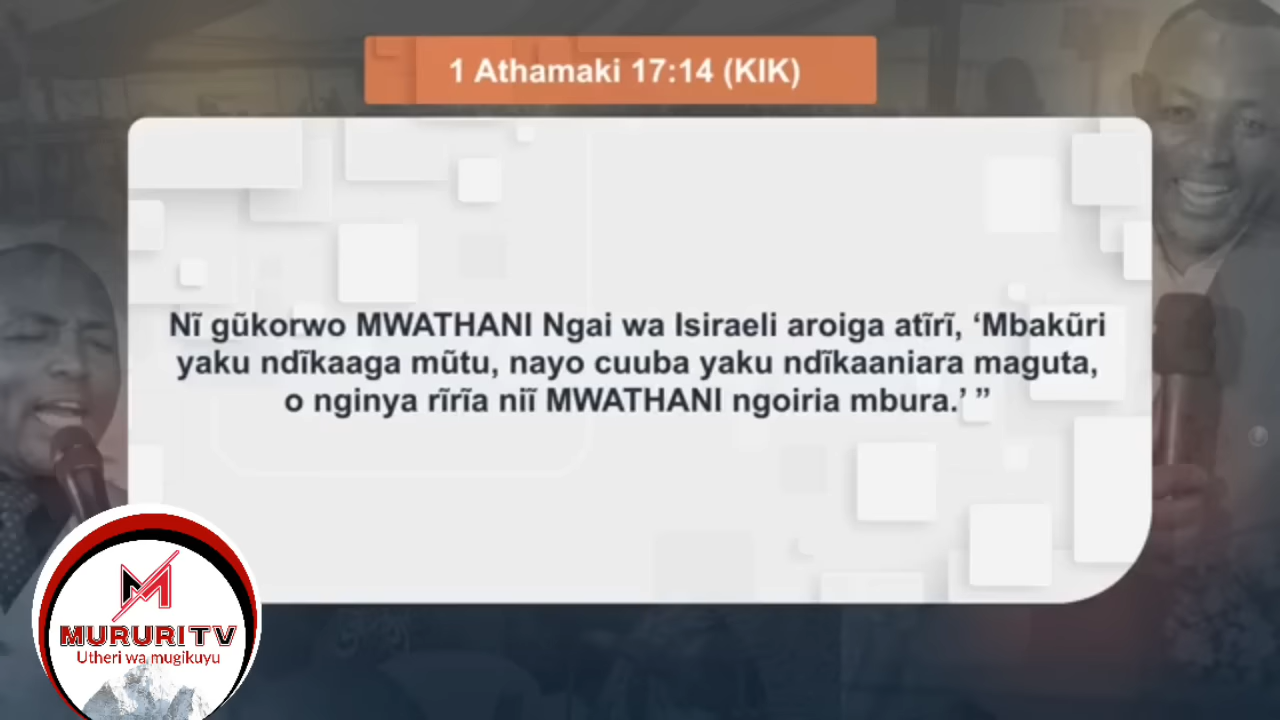 1 Athamaki 17:14 (KIK)
Nĩ gũkorwo MWATHANI Ngai wa Isiraeli aroiga atĩrĩ, ‘Mbakũri
yaku ndĩkaaga mũtu, nayo cuuba yaku ndĩkaaniara maguta,
o nginya rĩrĩa niĩ MWATHANI ngoiria mbura.’ ”
M
MURURI TV
Utheri wa mugikuyu